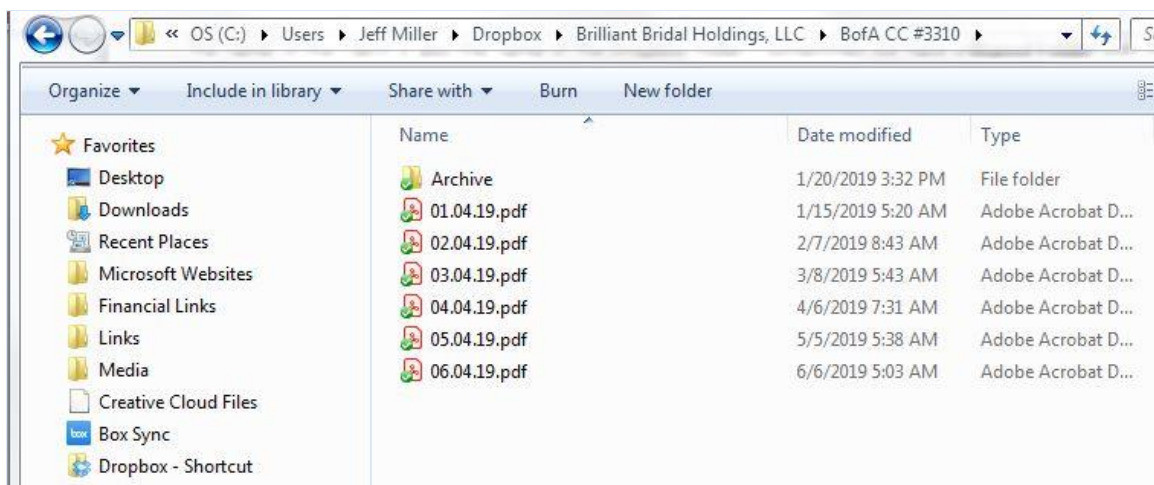 « OS (C:) ▸ Users ▸ Jeff Miller ▸ Dropbox ▸ Brilliant Bridal Holdings, LLC ▸ BofA CC #3310 ▸
Organize Include in library Share with Burn New folder
Name Date modified Type
Favorites
Desktop
Downloads
Recent Places
Microsoft Websites
Financial Links
Links
Media
Creative Cloud Files
box Box Sync
Dropbox - Shortcut
Archive 1/20/2019 3:32 PM File folder
01.04.19.pdf 1/15/2019 5:20 AM Adobe Acrobat D...
02.04.19.pdf 2/7/2019 8:43 AM Adobe Acrobat D...
03.04.19.pdf 3/8/2019 5:43 AM Adobe Acrobat D...
04.04.19.pdf 4/6/2019 7:31 AM Adobe Acrobat D...
05.04.19.pdf 5/5/2019 5:38 AM Adobe Acrobat D...
06.04.19.pdf 6/6/2019 5:03 AM Adobe Acrobat D...